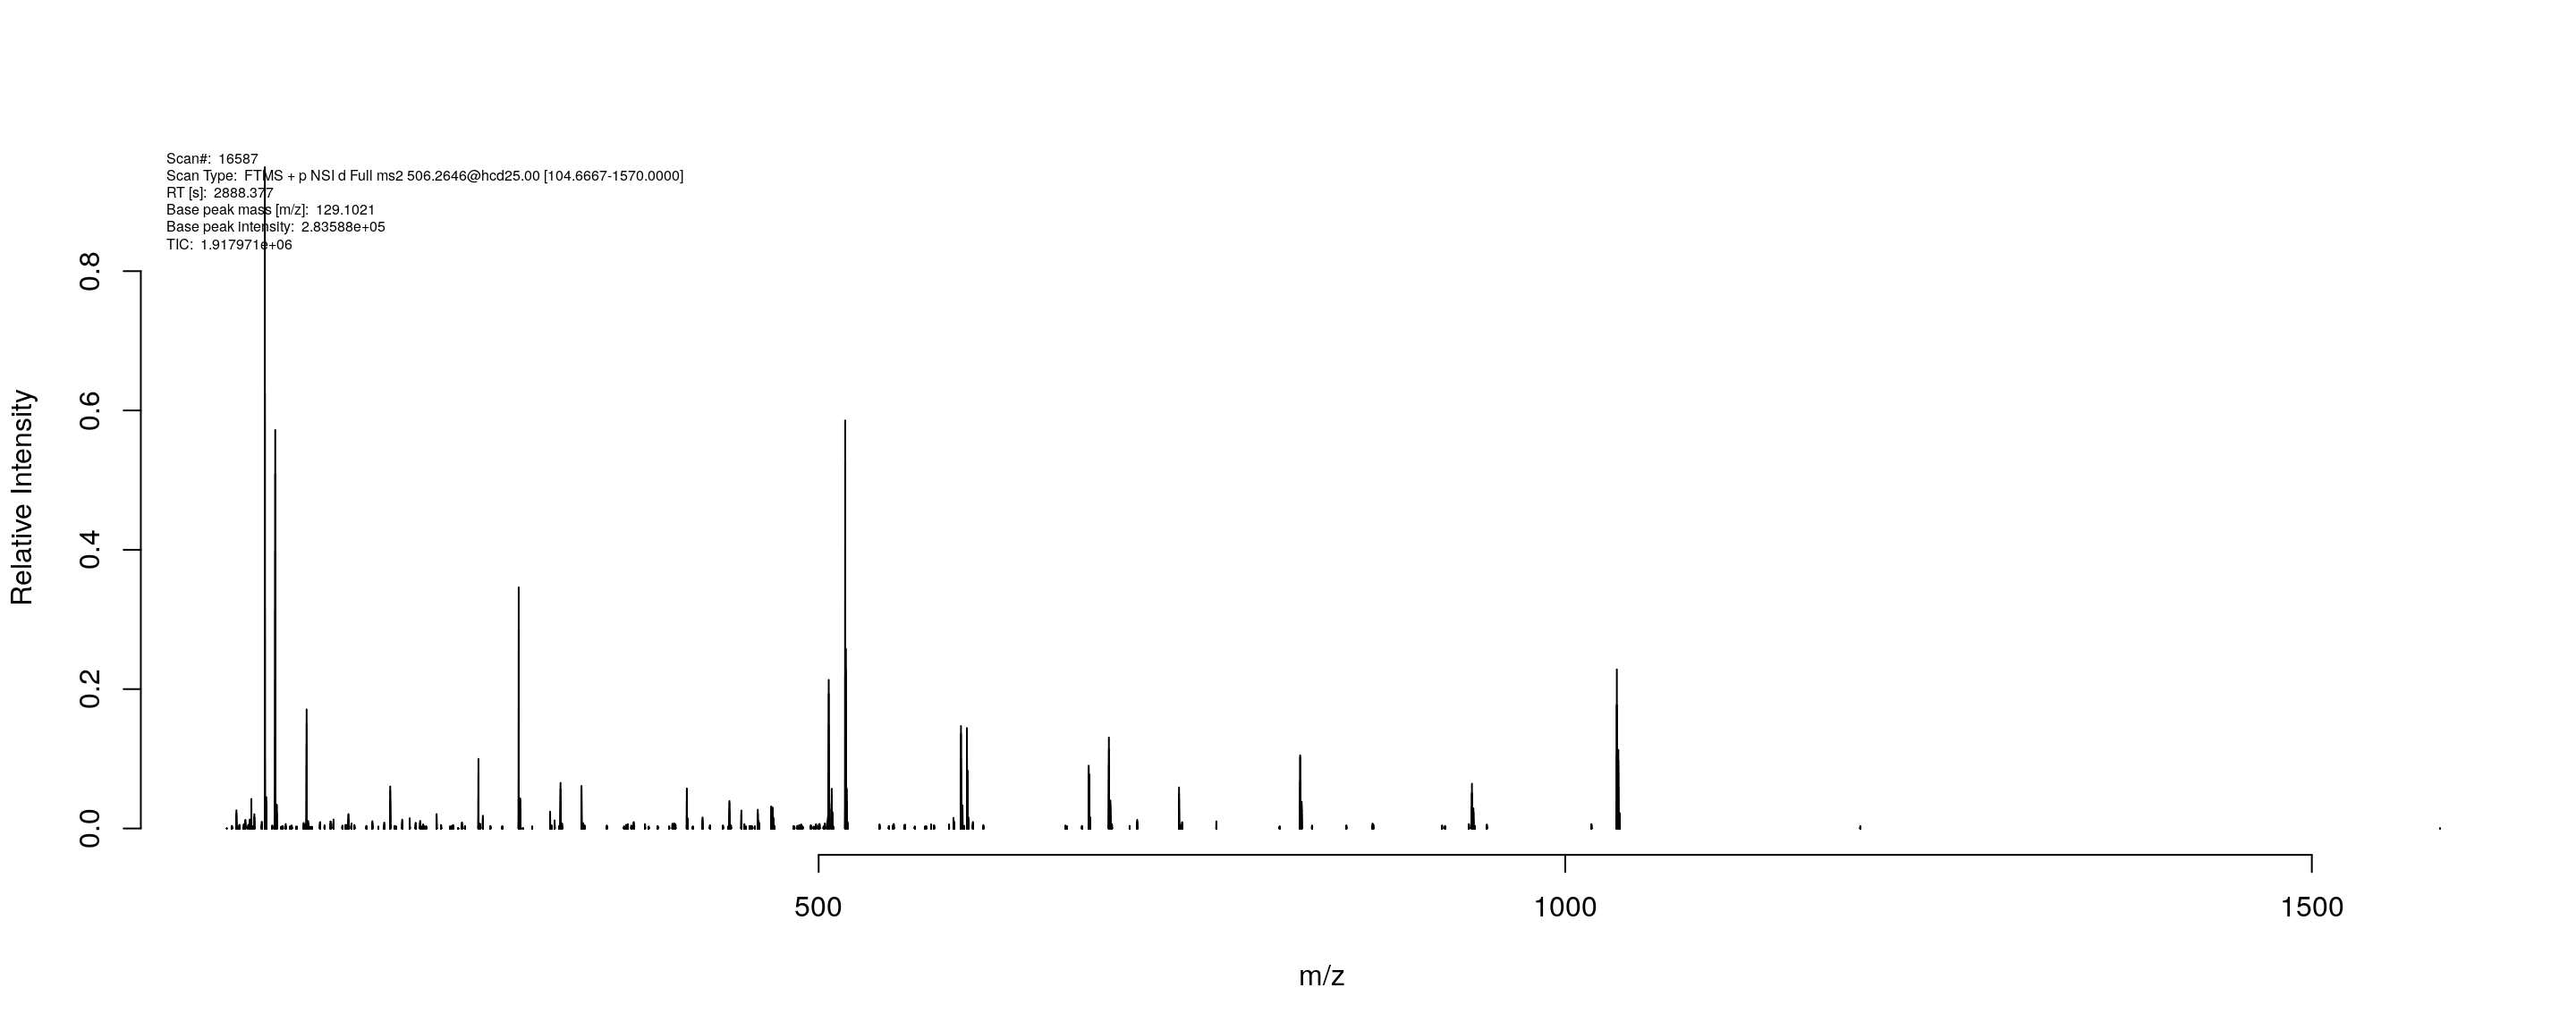 Scan#: 16587
Scan Type: FTMS + p NSI d Full ms2 506.2646@hcd25.00 [104.6667-1570.0000]
RT [s]: 2888.377
Base peak mass [m/z]: 129.1021
Base peak intensity: 2.83588e+05
TIC: 1.917971e+06
0.8
0.6
0.4
0.2
0.0
Relative Intensity
500 1000 1500
m/z